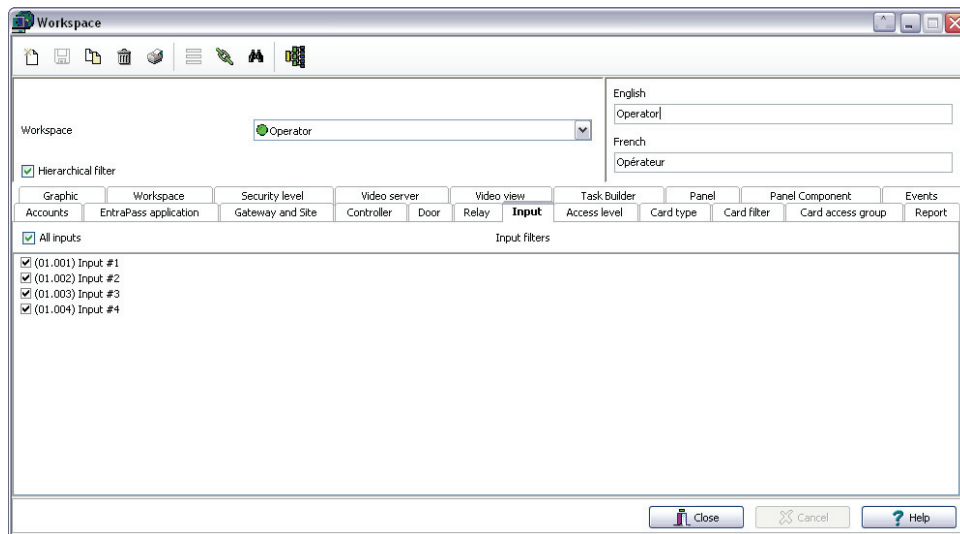 Workspace
English
Operator
Workspace
Operator
French
Opérateur
Hierarchical filter
Graphic Workspace Security level Video server Video view Task Builder Panel Panel Component Events
Accounts EntraPass application Gateway and Site Controller Door Relay Input Access level Card type Card filter Card access group Report
All inputs Input filters
(01.001) Input #1
(01.002) Input #2
(01.003) Input #3
(01.004) Input #4
Close Cancel Help